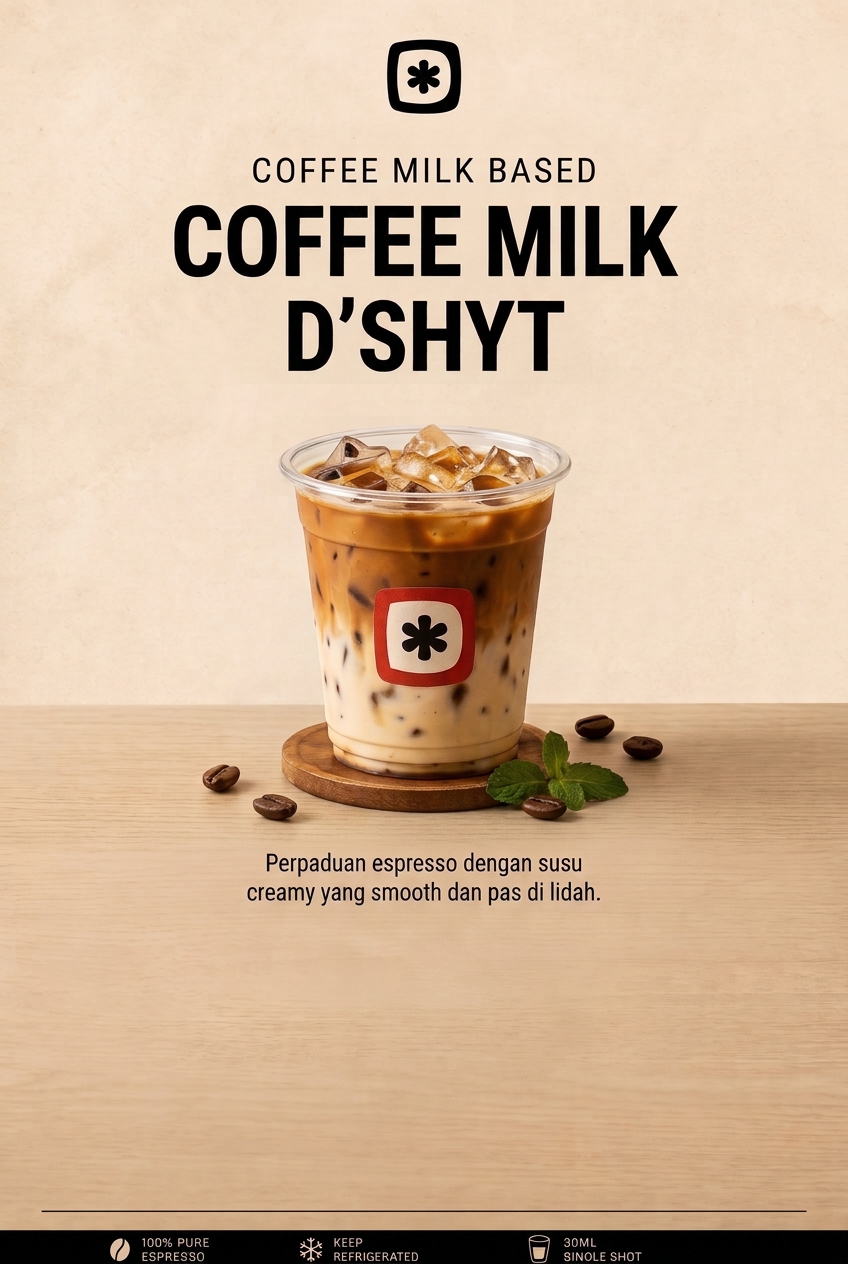 COFFEE MILK BASED
COFFEE MILK
D’SHYT
Perpaduan espresso dengan susu
creamy yang smooth dan pas di lidah.
100% PURE
ESPRESSO
KEEP
REFRIGERATED
30ML
SINOLE SHOT